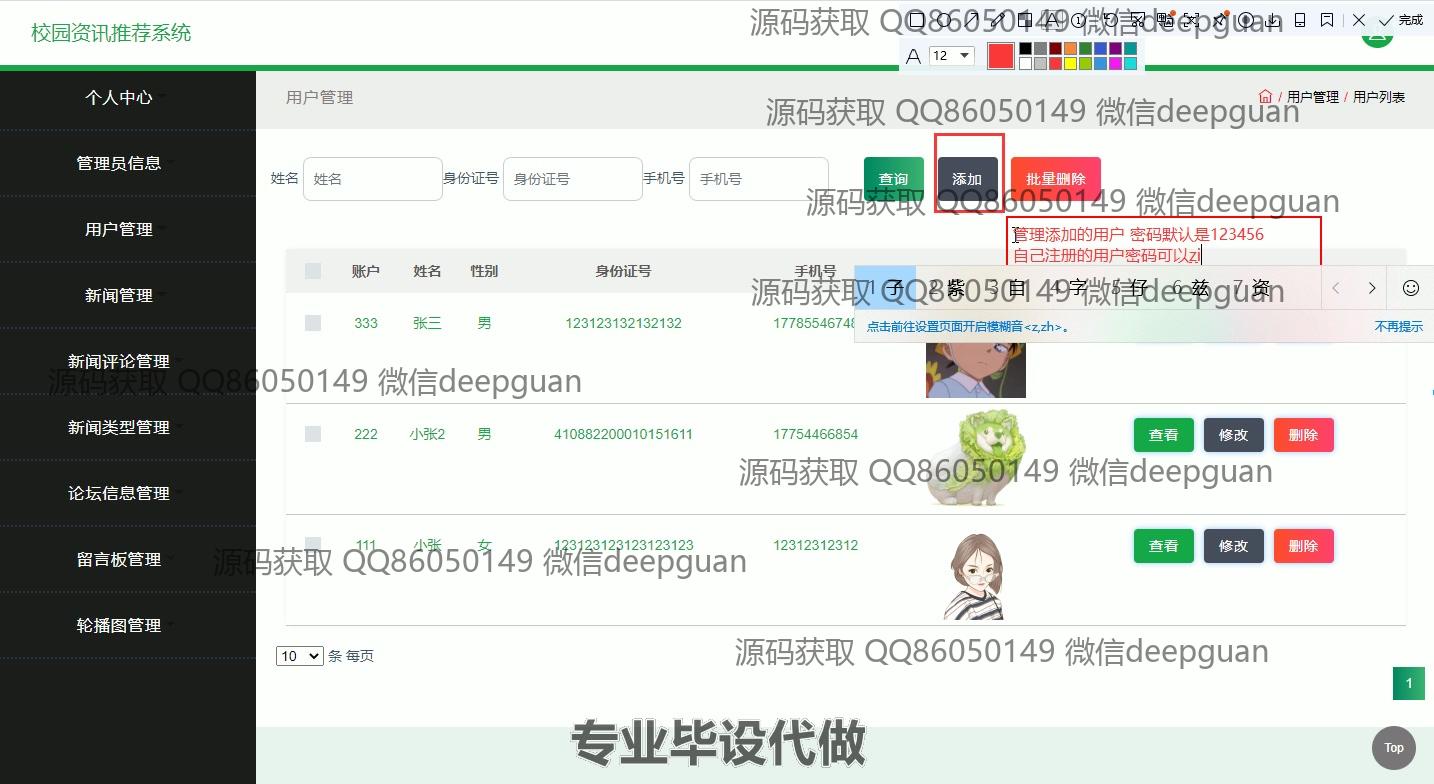 校园资讯推荐系统
源码获取 QQ86050149 微信deepguan
完成
12
个人中心
管理员信息
用户管理
新闻管理
新闻评论管理
新闻类型管理
论坛信息管理
留言板管理
轮播图管理
用户管理
/ 用户管理 / 用户列表
源码获取 QQ86050149 微信deepguan
姓名 姓名 身份证号 身份证号 手机号 手机号 查询 添加 批量删除
源码获取 QQ86050149 微信deepguan
管理添加的用户 密码默认是123456
自己注册的用户密码可以zi
账户 姓名 性别 身份证号 手机号
1 子 2 紫 3 自 4 字 5 仔 6 兹 7 资
源码获取 QQ86050149 微信deepguan
点击前往设置页面开启模糊音<z,zh>。 不再提示
333 张三 男 123123132132132 1778554674
源码获取 QQ86050149 微信deepguan
222 小张2 男 410882200010151611 17754466854 查看 修改 删除
源码获取 QQ86050149 微信deepguan
111 小张 女 123123123123123123 12312312312 查看 修改 删除
源码获取 QQ86050149 微信deepguan
10 条 每页
源码获取 QQ86050149 微信deepguan
1
专业毕设代做
Top